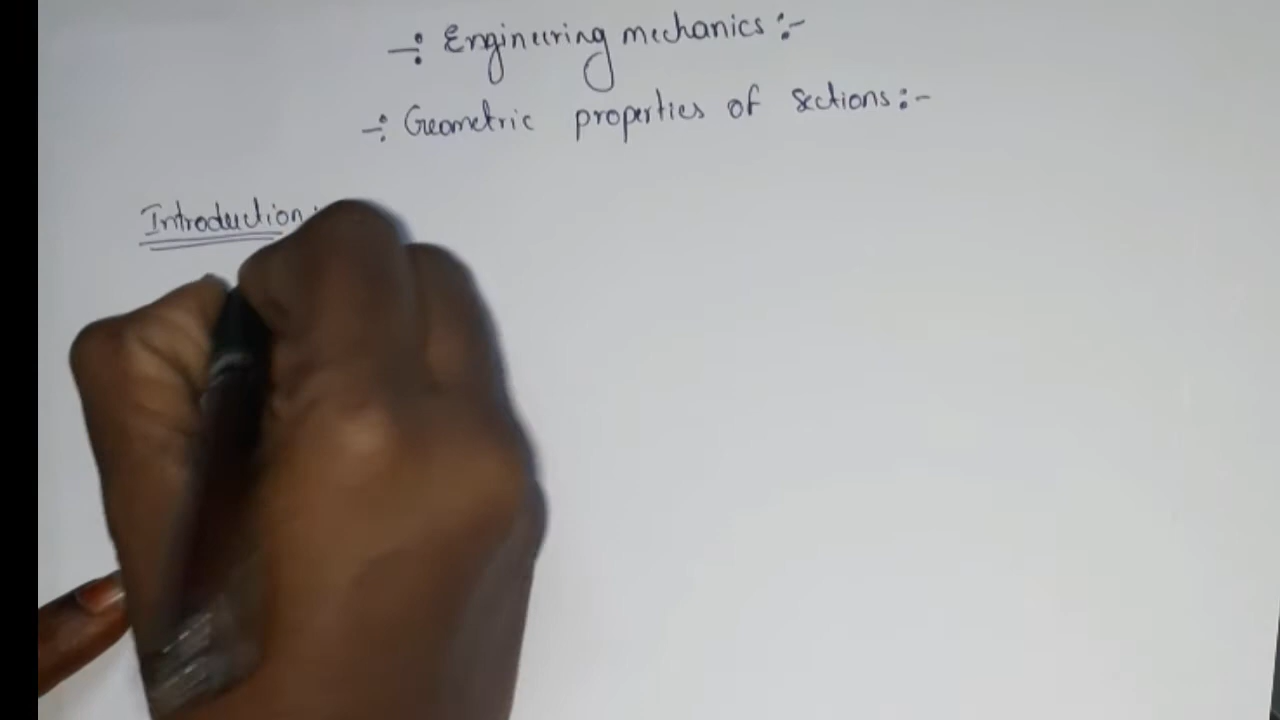 -: Engineering mechanics :-
-: Geometric properties of sections :-
Introduction :